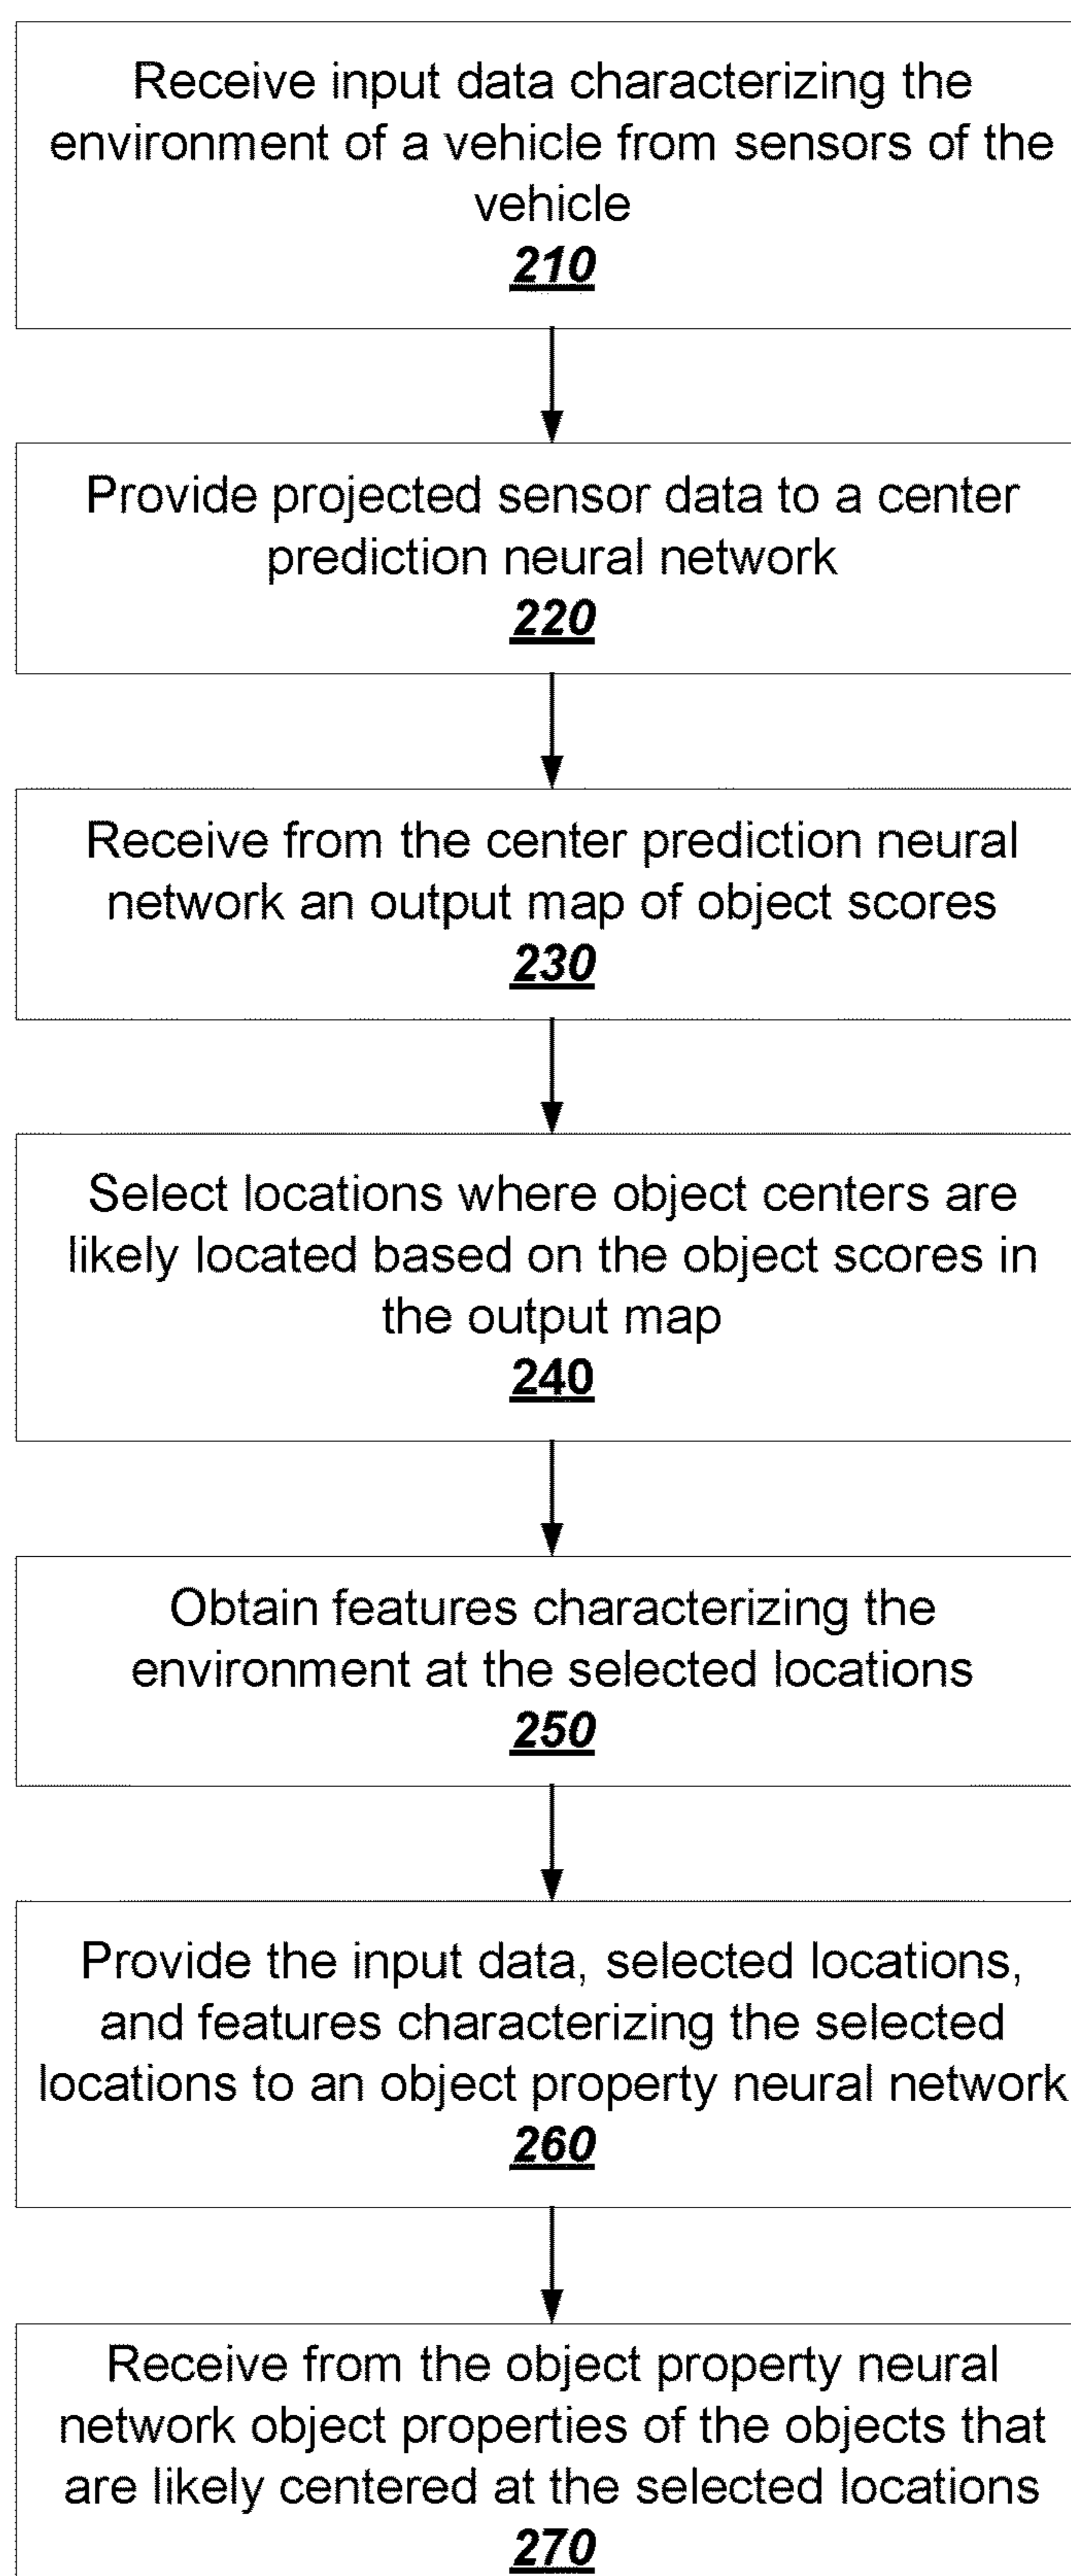 Receive input data characterizing the
environment of a vehicle from sensors of the
vehicle
210
Provide projected sensor data to a center
prediction neural network
220
Receive from the center prediction neural
network an output map of object scores
230
Select locations where object centers are
likely located based on the object scores in
the output map
240
Obtain features characterizing the
environment at the selected locations
250
Provide the input data, selected locations,
and features characterizing the selected
locations to an object property neural network
260
Receive from the object property neural
network object properties of the objects that
are likely centered at the selected locations
270